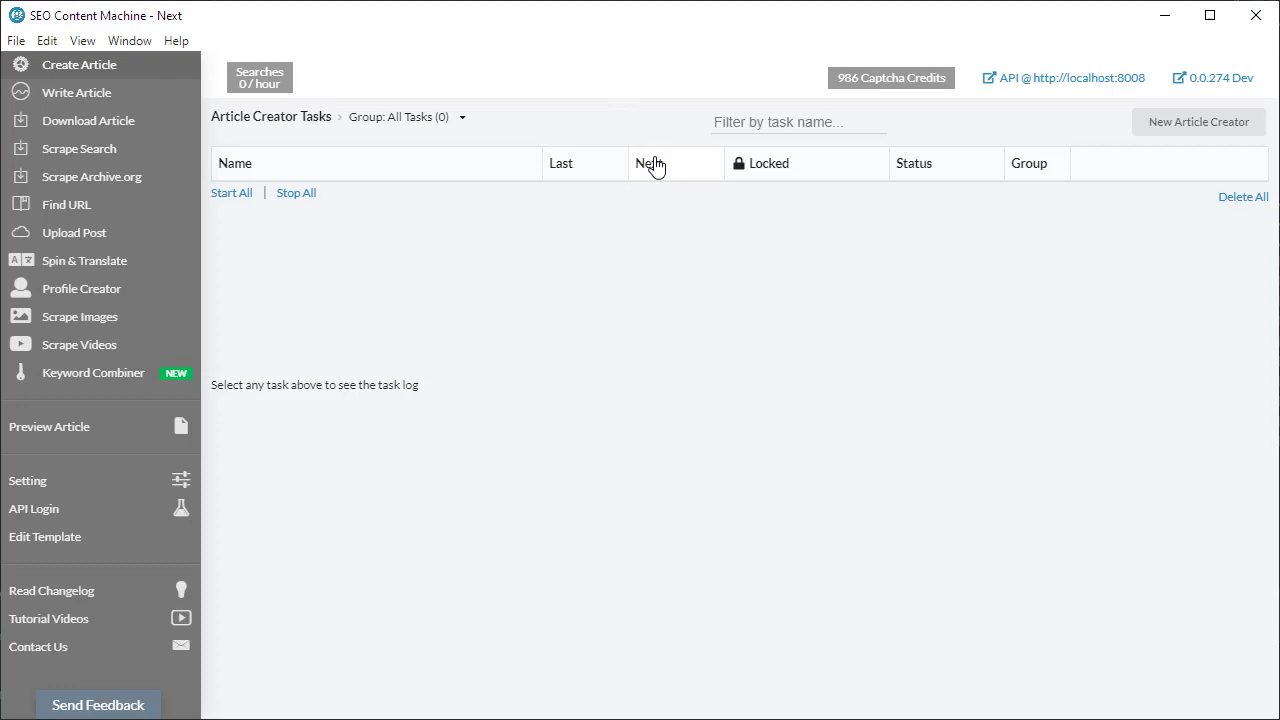 SEO Content Machine - Next
File Edit View Window Help
Create Article
Write Article
Download Article
Scrape Search
Scrape Archive.org
Find URL
Upload Post
Spin & Translate
Profile Creator
Scrape Images
Scrape Videos
Keyword Combiner NEW
Preview Article
Setting
API Login
Edit Template
Read Changelog
Tutorial Videos
Contact Us
Send Feedback
Searches
0 / hour
986 Captcha Credits
API @ http://localhost:8008
0.0.274 Dev
Article Creator Tasks > Group: All Tasks (0)
Filter by task name...
New Article Creator
Name Last Next Locked Status Group
Start All | Stop All
Delete All
Select any task above to see the task log